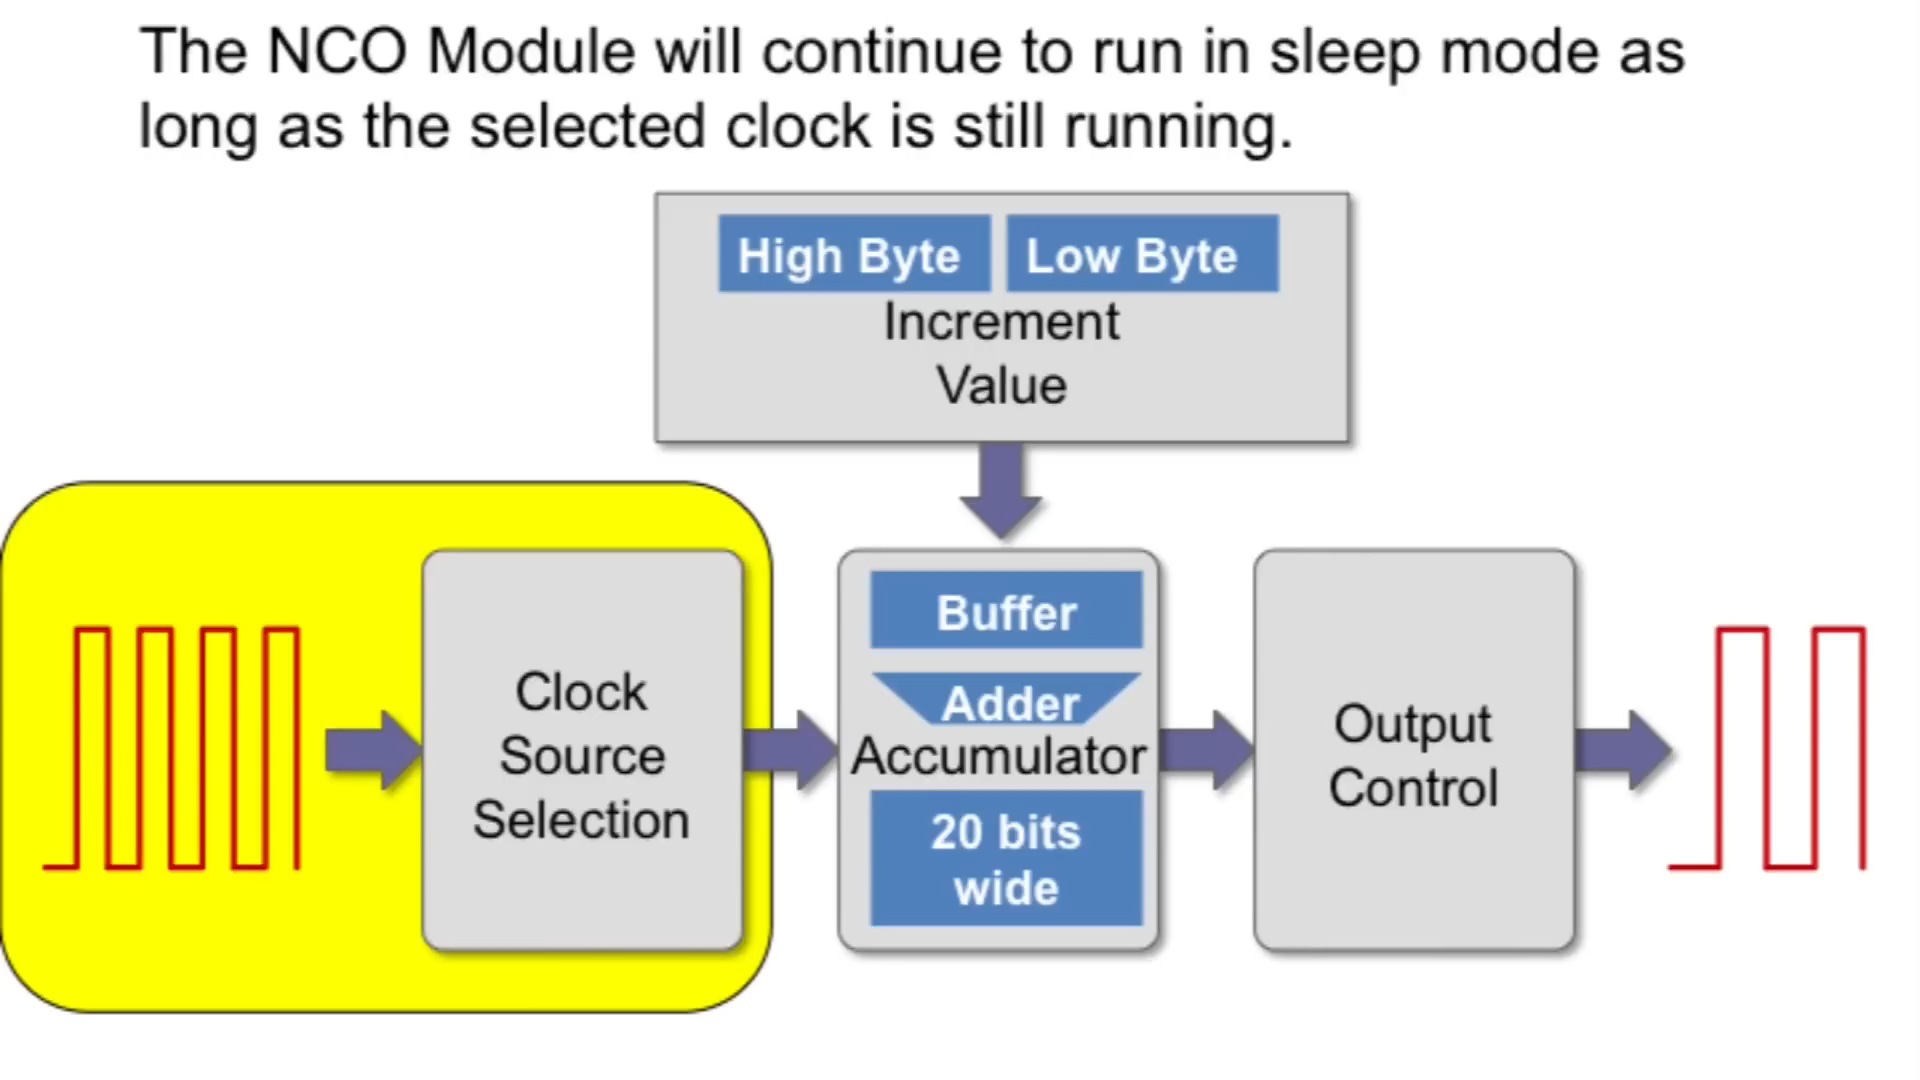 The NCO Module will continue to run in sleep mode as
long as the selected clock is still running.
High Byte Low Byte
Increment
Value
Clock
Source
Selection
Buffer
Adder
Accumulator
20 bits
wide
Output
Control